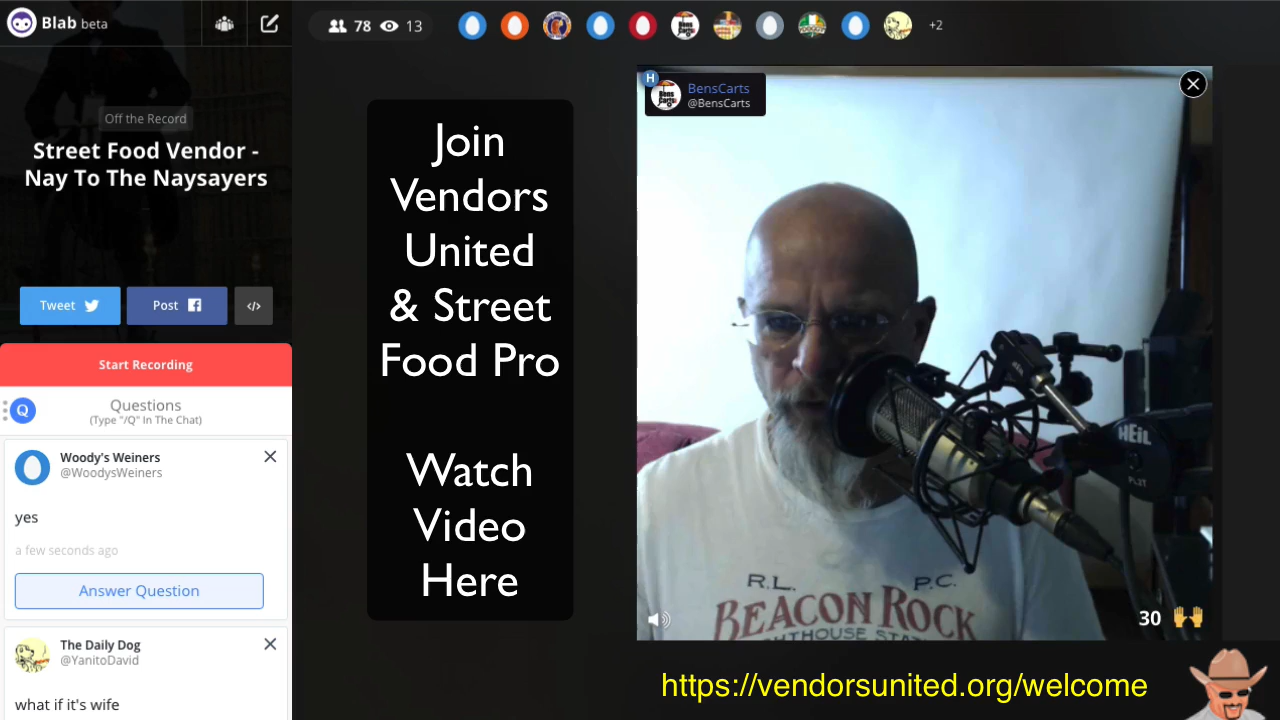 Blab beta
78
13
+2
Off the Record
Street Food Vendor -
Nay To The Naysayers
Tweet
Post
</>
Start Recording
Q
Questions
(Type "/Q" In The Chat)
Woody's Weiners
@WoodysWeiners
yes
a few seconds ago
Answer Question
The Daily Dog
@YanitoDavid
what if it's wife
Join
Vendors
United
& Street
Food Pro
Watch
Video
Here
H
BensCarts
@BensCarts
HEIL
R.L. P.C.
BEACON ROCK
30
https://vendorsunited.org/welcome